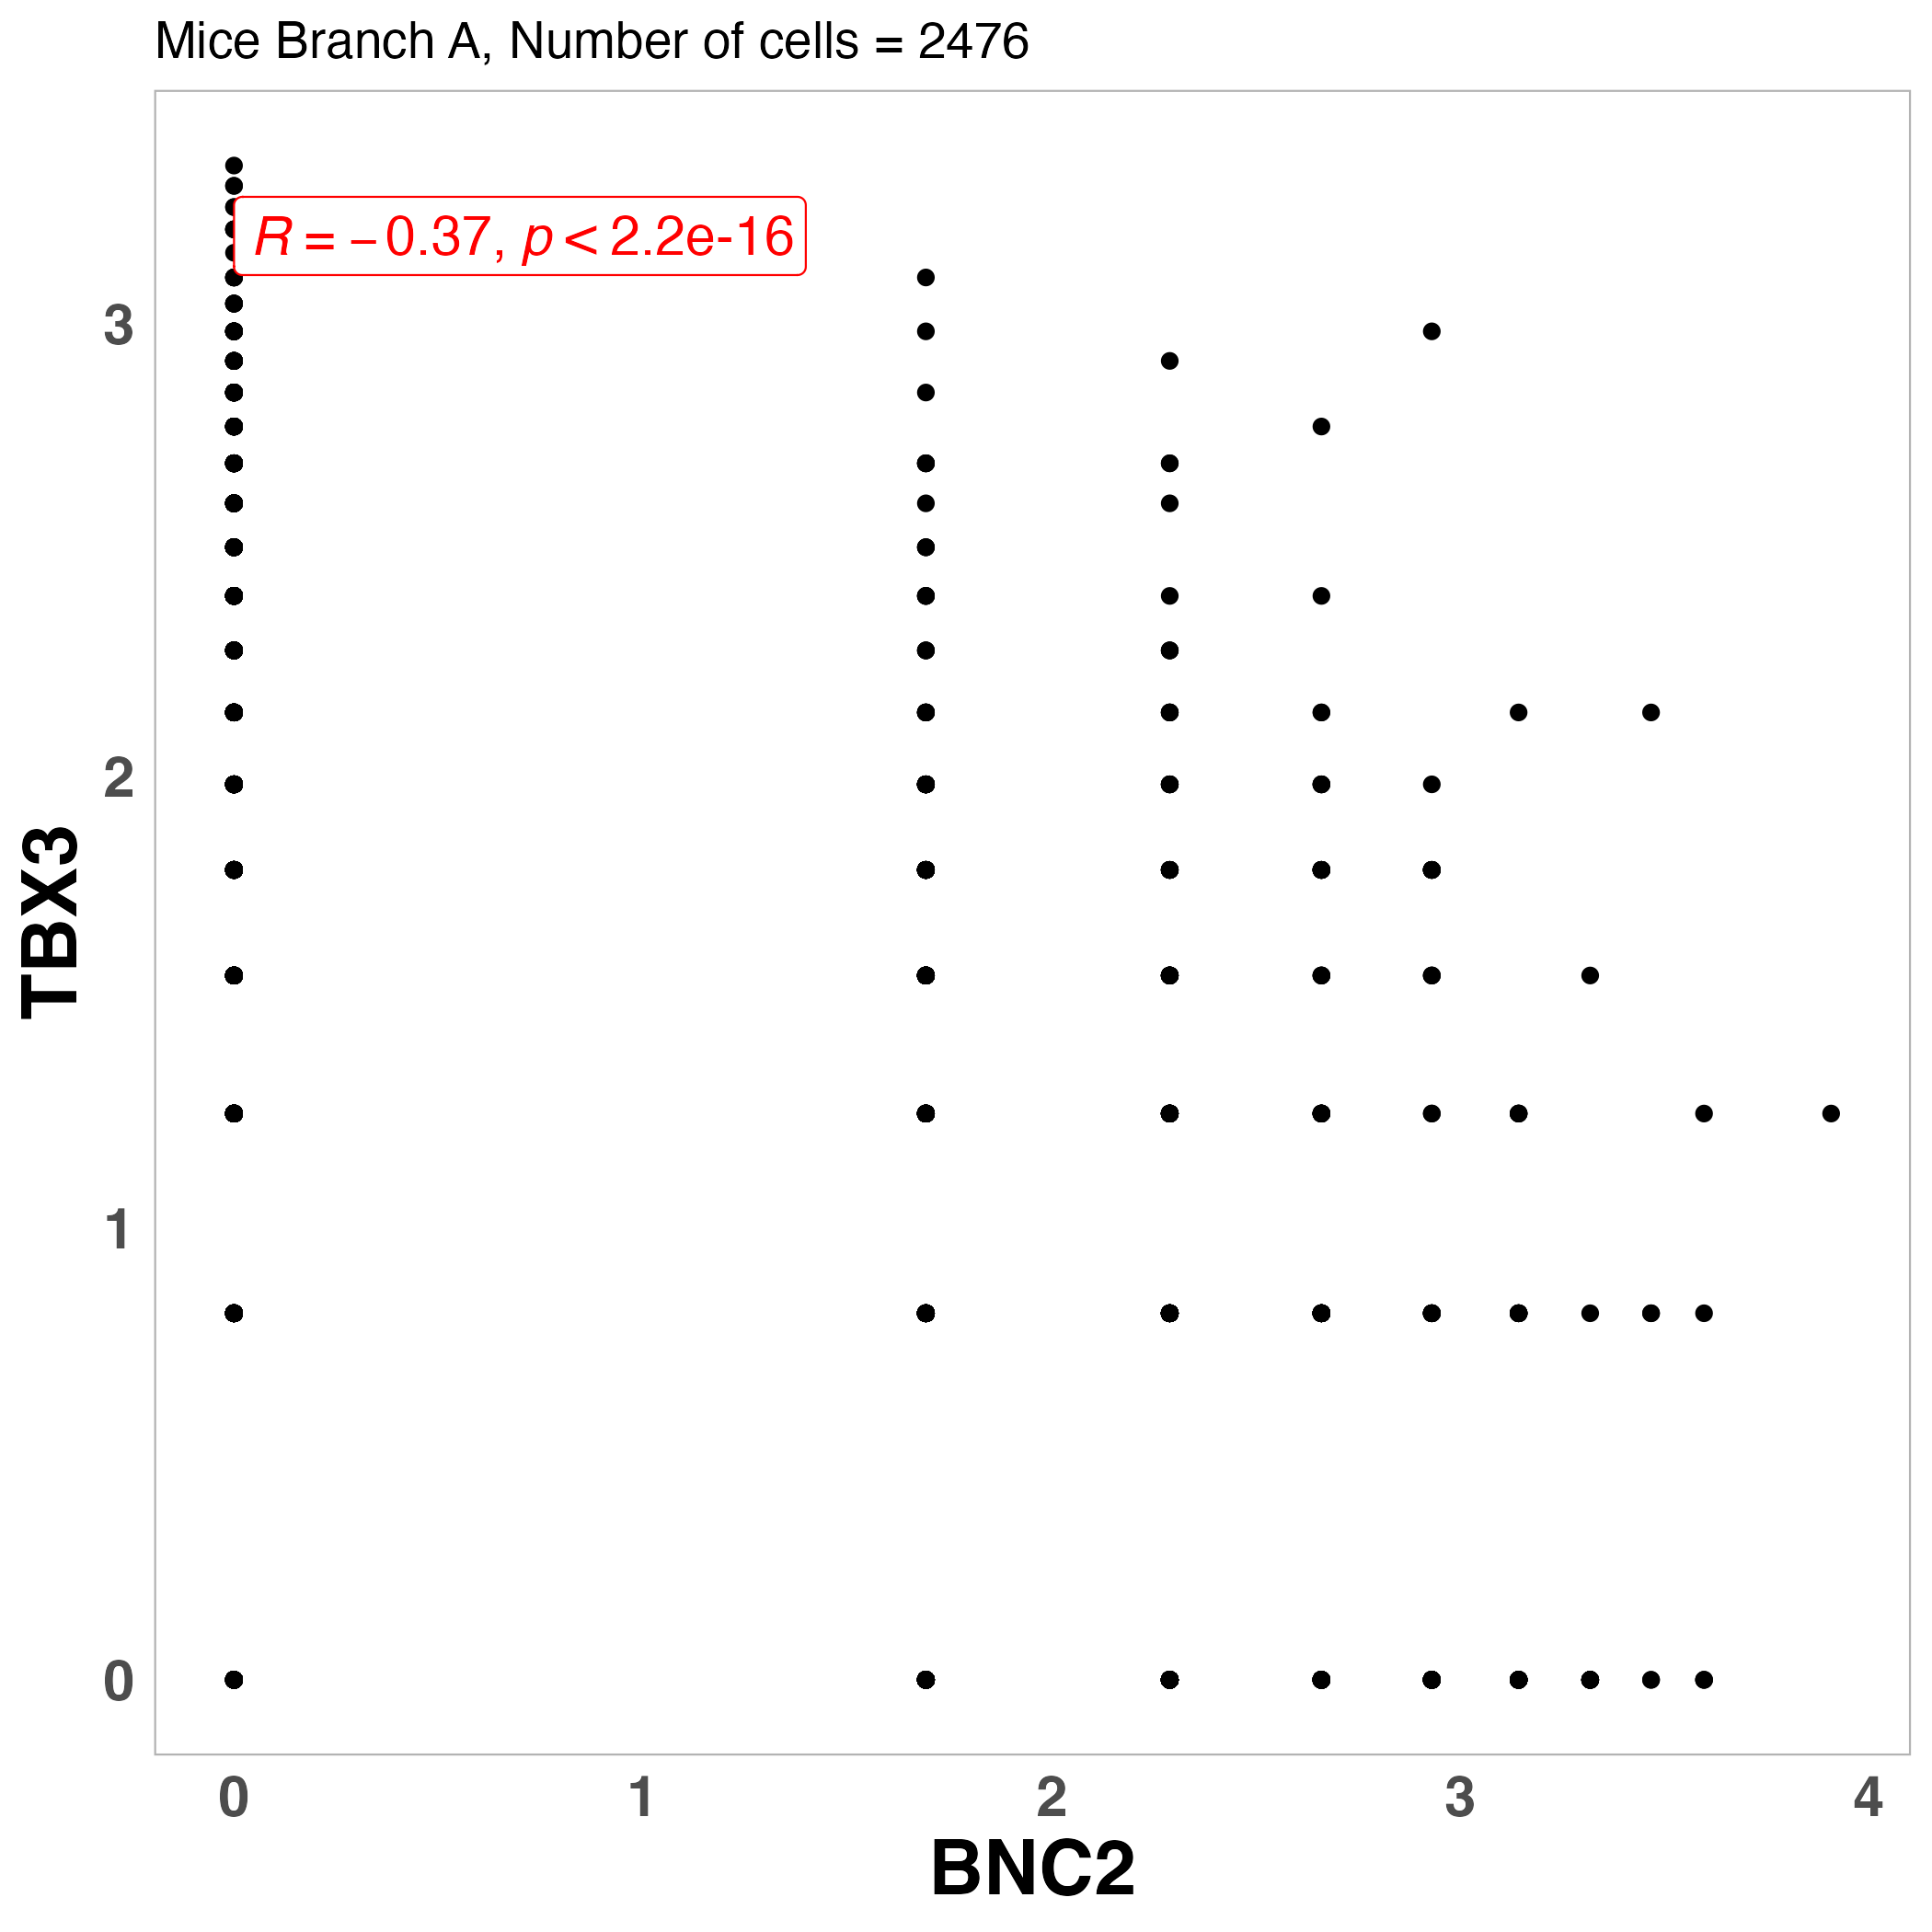 Mice Branch A, Number of cells = 2476
R = −0.37, p < 2.2e-16
3
2
1
0
TBX3
0 1 2 3 4
BNC2